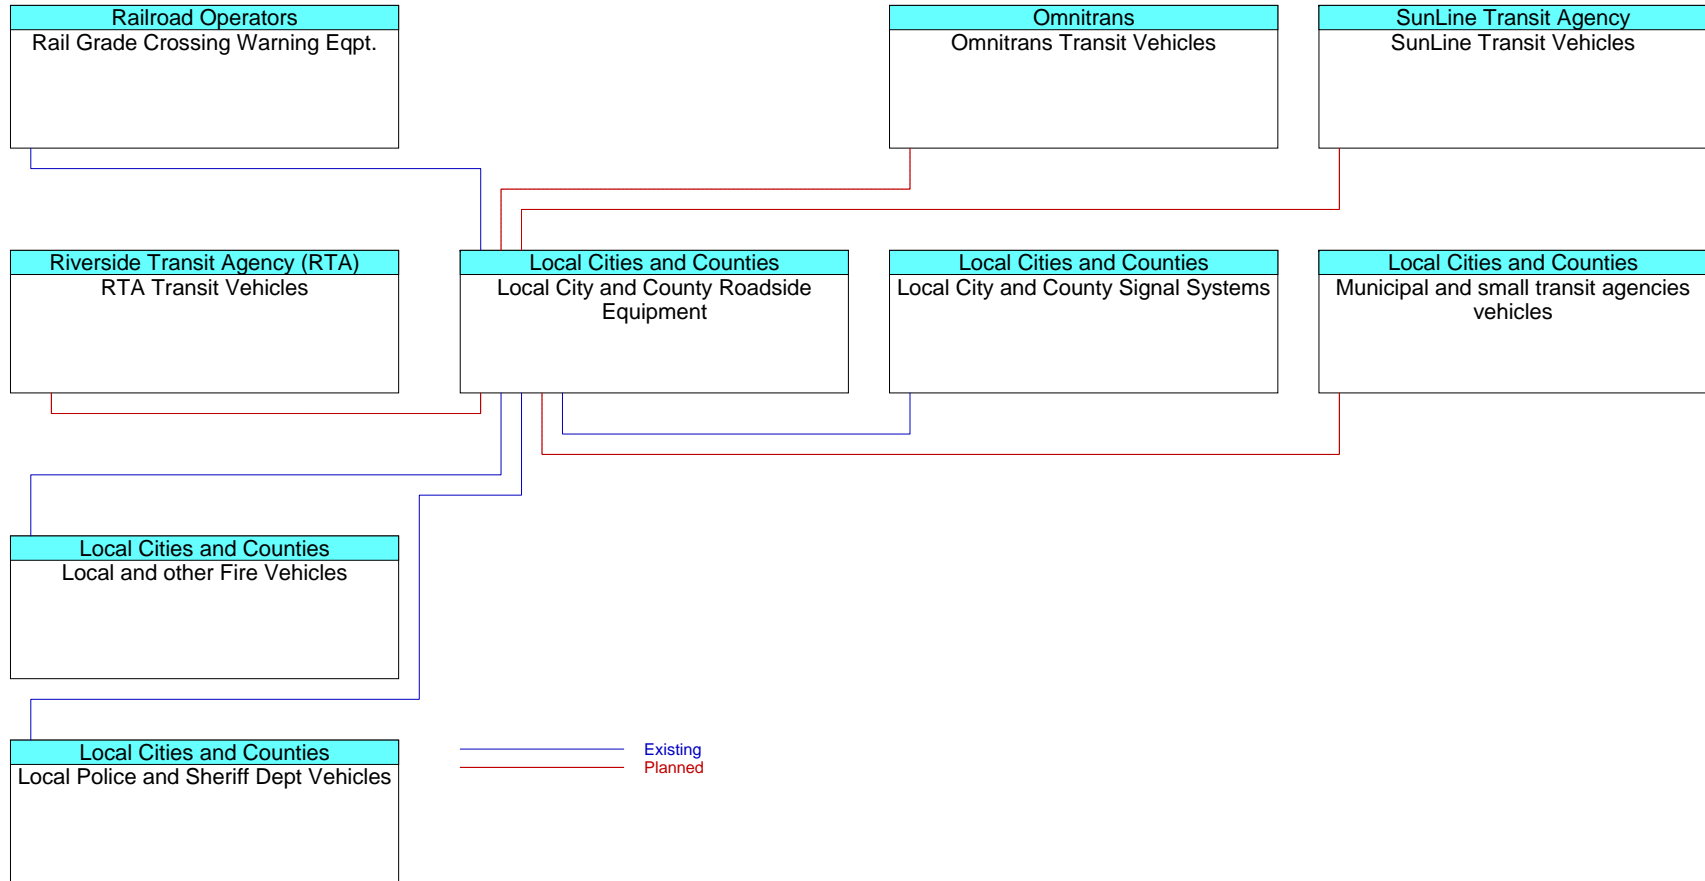 Railroad Operators
Rail Grade Crossing Warning Eqpt.
Omnitrans
Omnitrans Transit Vehicles
SunLine Transit Agency
SunLine Transit Vehicles
Riverside Transit Agency (RTA)
RTA Transit Vehicles
Local Cities and Counties
Local City and County Roadside
Equipment
Local Cities and Counties
Local City and County Signal Systems
Local Cities and Counties
Municipal and small transit agencies
vehicles
Local Cities and Counties
Local and other Fire Vehicles
Local Cities and Counties
Local Police and Sheriff Dept Vehicles
Existing
Planned